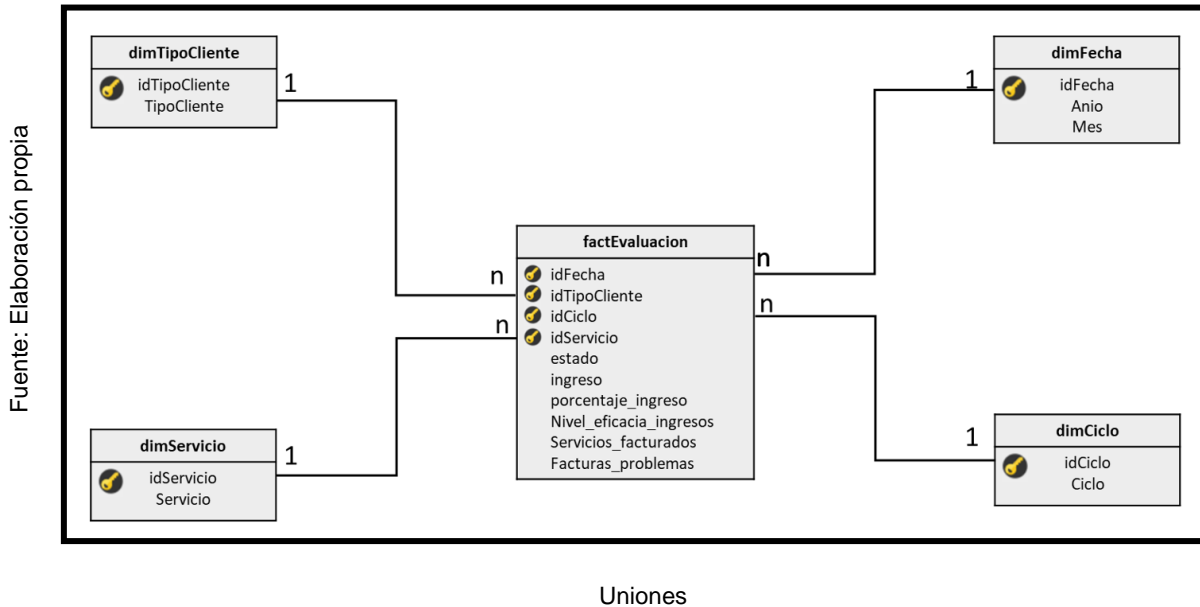 Fuente: Elaboración propia
dimTipoCliente
idTipoCliente
TipoCliente
1
dimFecha
idFecha
Anio
Mes
1
factEvaluacion
idFecha
idTipoCliente
idCiclo
idServicio
estado
ingreso
porcentaje_ingreso
Nivel_eficacia_ingresos
Servicios_facturados
Facturas_problemas
n
n
n
n
dimServicio
idServicio
Servicio
1
dimCiclo
idCiclo
Ciclo
1
Uniones